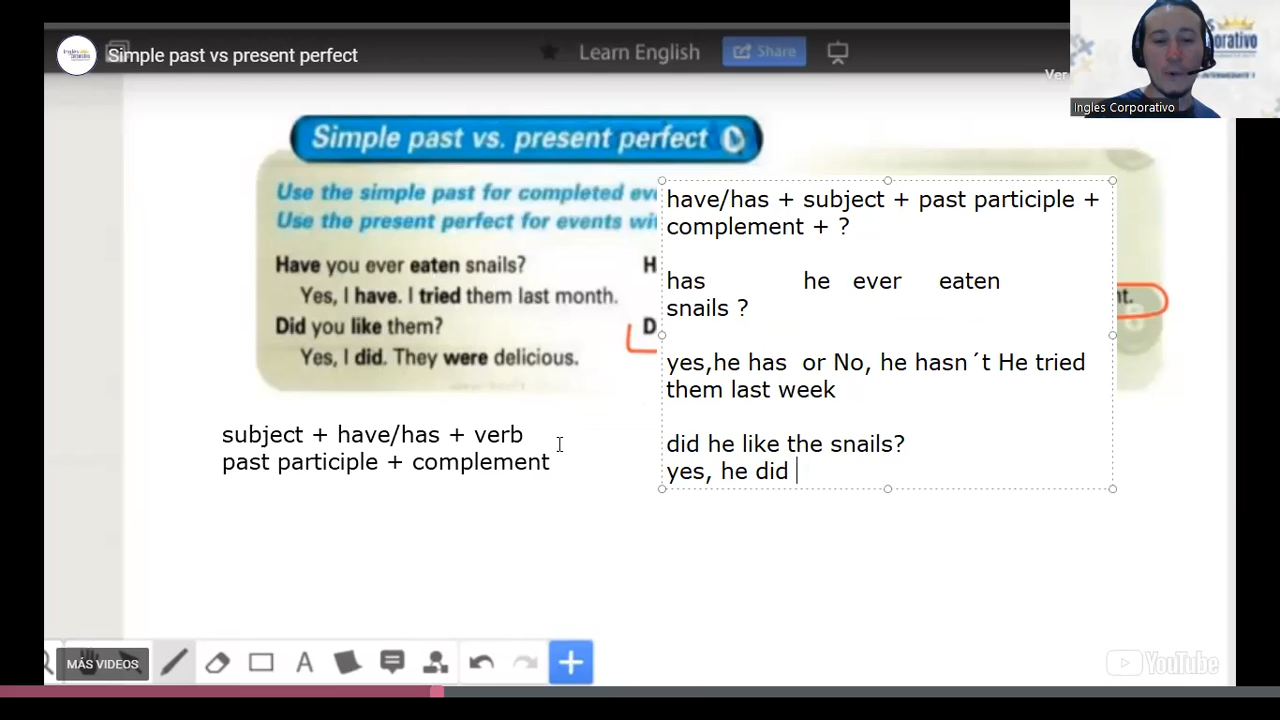 Simple past vs present perfect
Learn English
Share
Ver
Ingles Corporativo
Simple past vs. present perfect
Use the simple past for completed
Use the present perfect for events
Have you ever eaten snails?
Yes, I have. I tried them last month.
Did you like them?
Yes, I did. They were delicious.
have/has + subject + past participle +
complement + ?
has he ever eaten
snails ?
yes,he has or No, he hasn´t He tried
them last week
did he like the snails?
yes, he did
subject + have/has + verb
past participle + complement
MÁS VIDEOS
YouTube